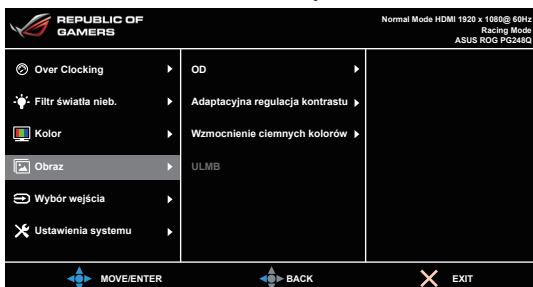 REPUBLIC OF
GAMERS
Normal Mode HDMI 1920 x 1080@ 60Hz
Racing Mode
ASUS ROG PG248Q
Over Clocking
OD
Filtr światła nieb.
Adaptacyjna regulacja kontrastu
Kolor
Wzmocnienie ciemnych kolorów
Obraz
ULMB
Wybór wejścia
Ustawienia systemu
MOVE/ENTER
BACK
EXIT